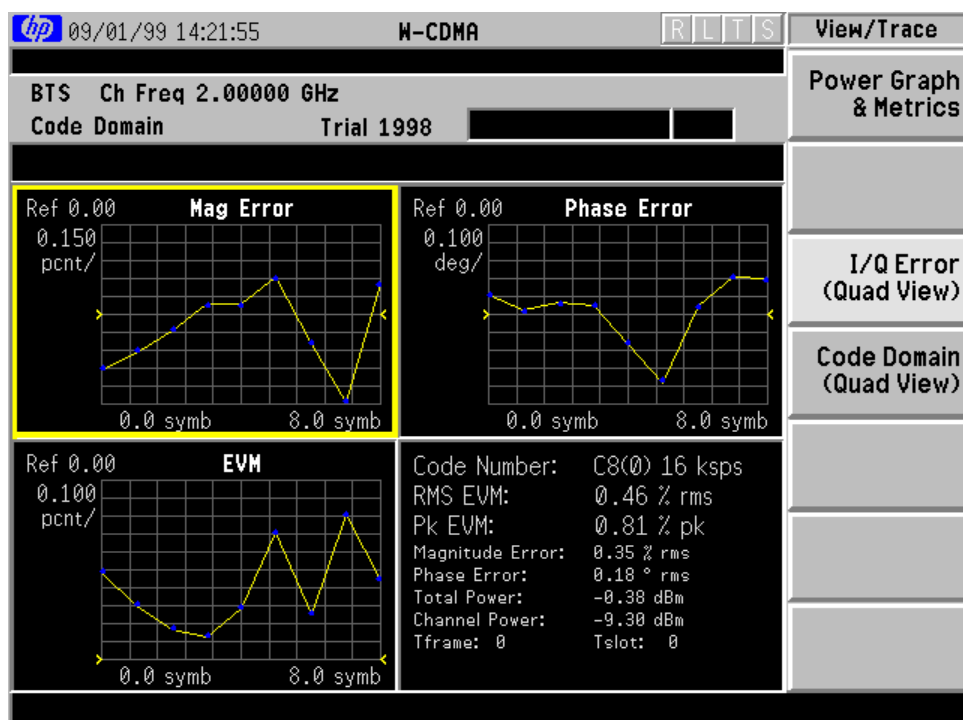 hp 09/01/99 14:21:55 W-CDMA R L T S View/Trace
BTS Ch Freq 2.00000 GHz
Code Domain Trial 1998
Power Graph
& Metrics
I/Q Error
(Quad View)
Code Domain
(Quad View)
Ref 0.00 Mag Error
0.150
pcnt/
0.0 symb 8.0 symb
Ref 0.00 Phase Error
0.100
deg/
0.0 symb 8.0 symb
Ref 0.00 EVM
0.100
pcnt/
0.0 symb 8.0 symb
Code Number: C8(0) 16 ksps
RMS EVM: 0.46 % rms
Pk EVM: 0.81 % pk
Magnitude Error: 0.35 % rms
Phase Error: 0.18 ° rms
Total Power: -0.38 dBm
Channel Power: -9.30 dBm
Tframe: 0 Tslot: 0